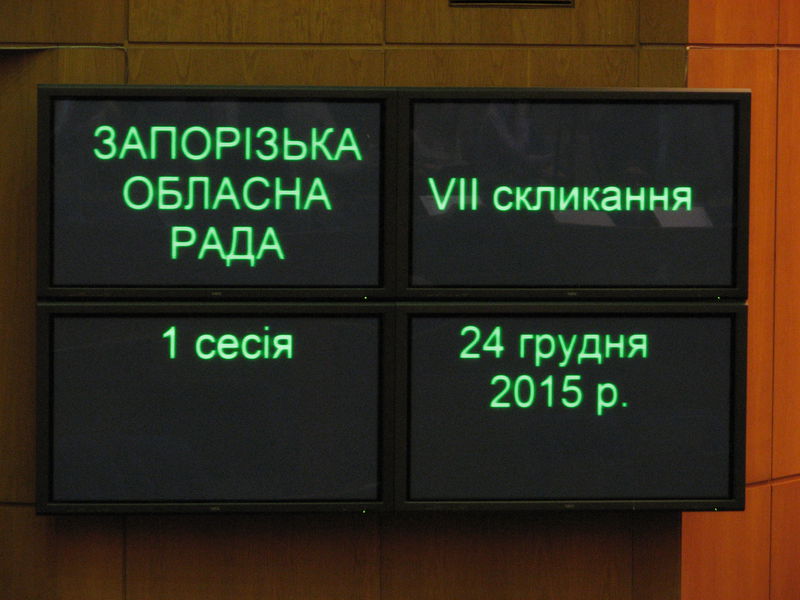 ЗАПОРІЗЬКА
ОБЛАСНА
РАДА
VII скликання
1 сесія
24 грудня
2015 р.